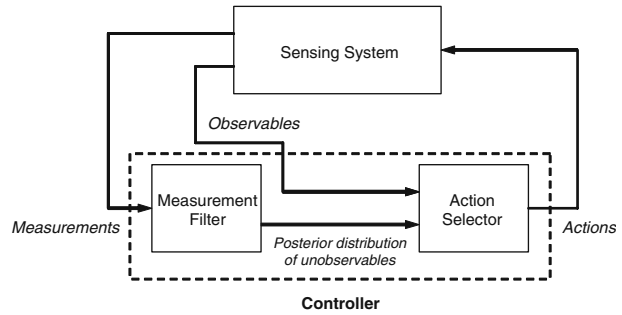 Sensing System
Observables
Measurement
Filter
Action
Selector
Measurements
Posterior distribution
of unobservables
Actions
Controller